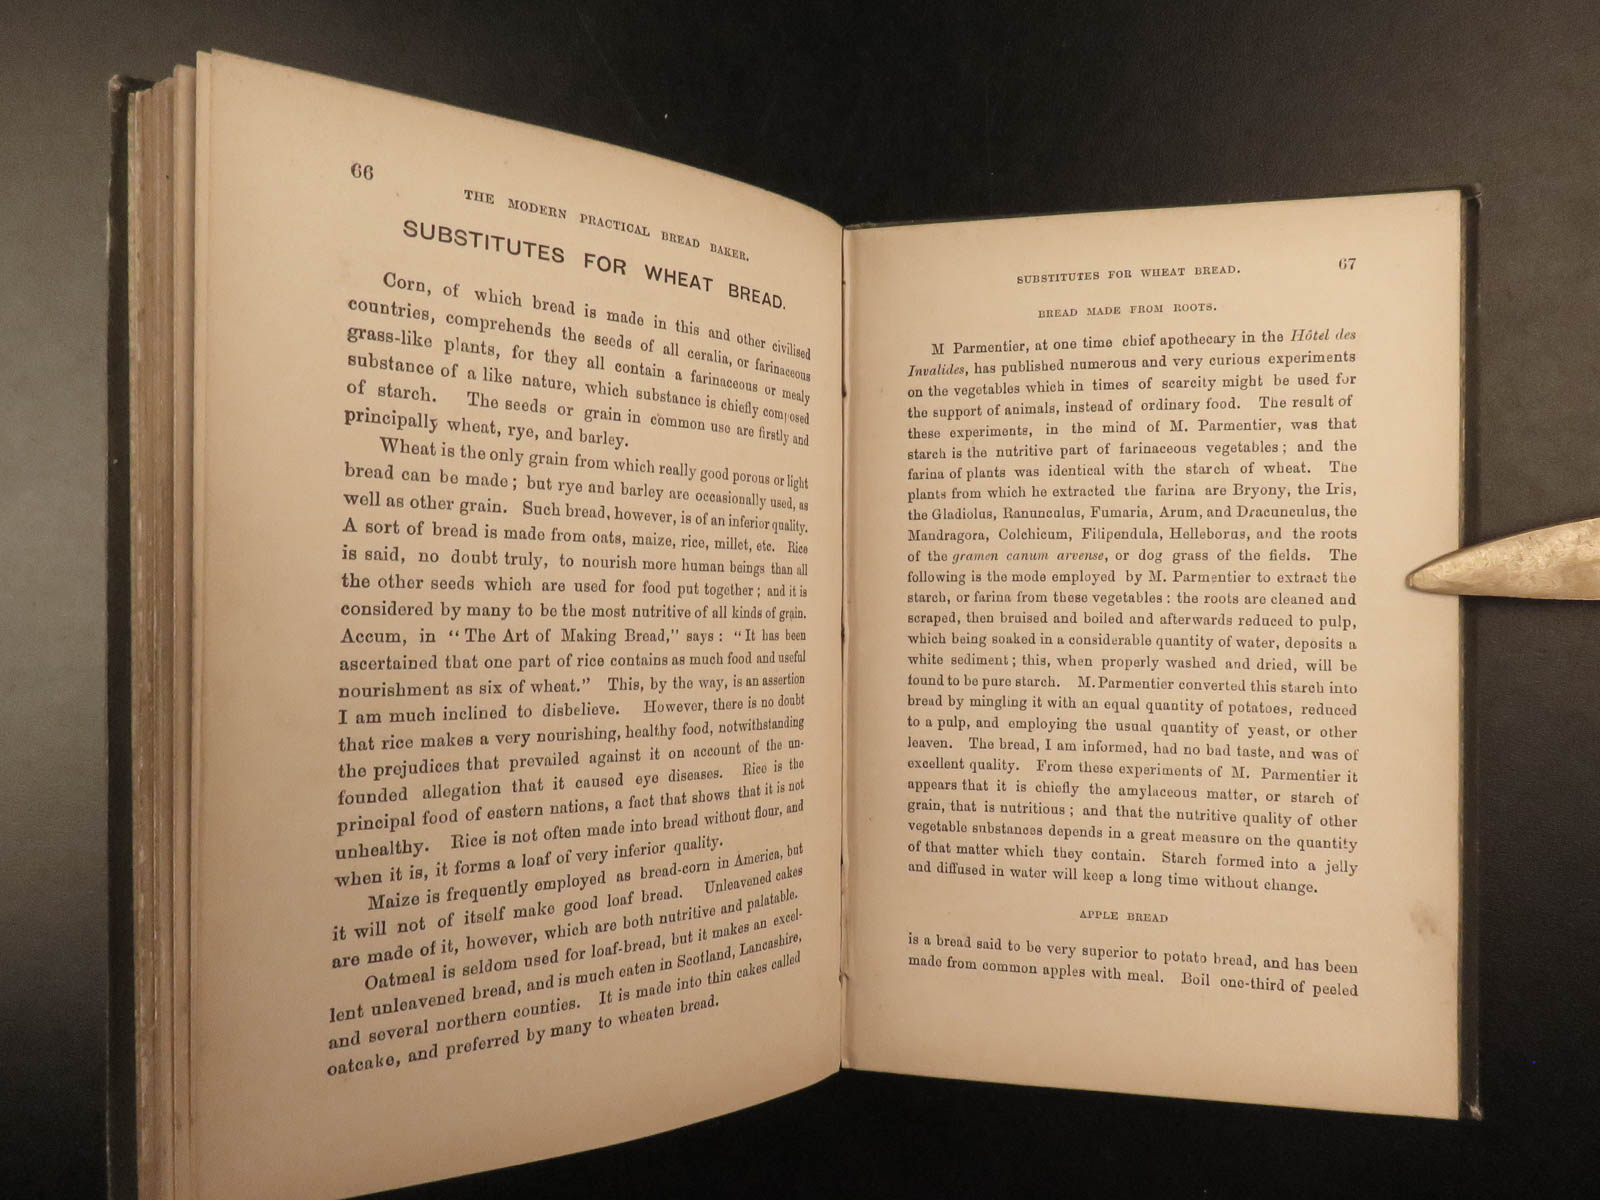 66
THE MODERN PRACTICAL BREAD BAKER.
SUBSTITUTES FOR WHEAT BREAD.
Corn, of which bread is made in this and other civilised
countries, comprehends the seeds of all ceralia, or farinaceous
grass-like plants, for they all contain a farinaceous or mealy
substance of a like nature, which substance is chiefly composed
of starch. The seeds or grain in common use are firstly and
principally wheat, rye, and barley.
Wheat is the only grain from which really good porous or light
bread can be made; but rye and barley are occasionally used, as
well as other grain. Such bread, however, is of an inferior quality.
A sort of bread is made from oats, maize, rice, millet, etc. Rice
is said, no doubt truly, to nourish more human beings than all
the other seeds which are used for food put together; and it is
considered by many to be the most nutritive of all kinds of grain.
Accum, in "The Art of Making Bread," says: "It has been
ascertained that one part of rice contains as much food and useful
nourishment as six of wheat." This, by the way, is an assertion
I am much inclined to disbelieve. However, there is no doubt
that rice makes a very nourishing, healthy food, notwithstanding
the prejudices that prevailed against it on account of the un-
founded allegation that it caused eye diseases. Rice is the
principal food of eastern nations, a fact that shows that it is not
unhealthy. Rice is not often made into bread without flour, and
when it is, it forms a loaf of very inferior quality.
Maize is frequently employed as bread-corn in America, but
it will not of itself make good loaf bread. Unleavened cakes
are made of it, however, which are both nutritive and palatable.
Oatmeal is seldom used for loaf-bread, but it makes an excel-
lent unleavened bread, and is much eaten in Scotland, Lancashire,
and several northern counties. It is made into thin cakes called
oatcake, and preferred by many to wheaten bread.
SUBSTITUTES FOR WHEAT BREAD. 67
BREAD MADE FROM ROOTS.
M Parmentier, at one time chief apothecary in the Hôtel des
Invalides, has published numerous and very curious experiments
on the vegetables which in times of scarcity might be used for
the support of animals, instead of ordinary food. The result of
these experiments, in the mind of M. Parmentier, was that
starch is the nutritive part of farinaceous vegetables; and the
farina of plants was identical with the starch of wheat. The
plants from which he extracted the farina are Bryony, the Iris,
the Gladiolus, Ranunculus, Fumaria, Arum, and Dracunculus, the
Mandragora, Colchicum, Filipendula, Helleborus, and the roots
of the gramen canum arvense, or dog grass of the fields. The
following is the mode employed by M. Parmentier to extract the
starch, or farina from these vegetables: the roots are cleaned and
scraped, then bruised and boiled and afterwards reduced to pulp,
which being soaked in a considerable quantity of water, deposits a
white sediment; this, when properly washed and dried, will be
found to be pure starch. M. Parmentier converted this starch into
bread by mingling it with an equal quantity of potatoes, reduced
to a pulp, and employing the usual quantity of yeast, or other
leaven. The bread, I am informed, had no bad taste, and was of
excellent quality. From these experiments of M. Parmentier it
appears that it is chiefly the amylaceous matter, or starch of
grain, that is nutritious; and that the nutritive quality of other
vegetable substances depends in a great measure on the quantity
of that matter which they contain. Starch formed into a jelly
and diffused in water will keep a long time without change.
APPLE BREAD
is a bread said to be very superior to potato bread, and has been
made from common apples with meal. Boil one-third of peeled